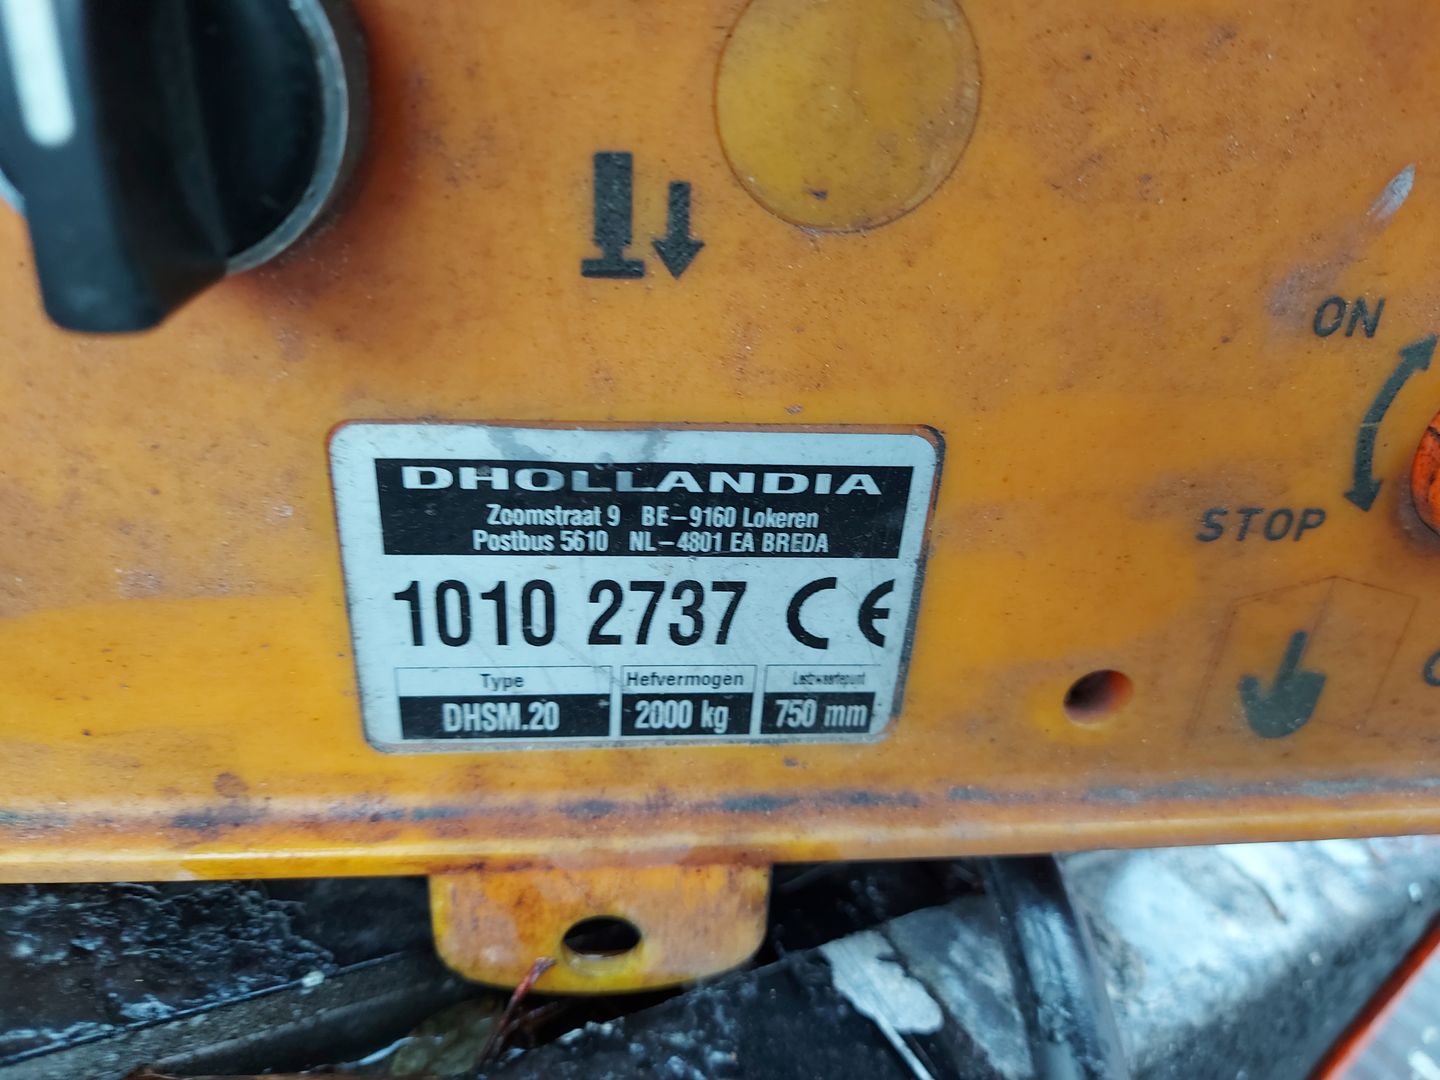 ON
STOP
DHOLLANDIA
Zoomstraat 9 BE-9160 Lokeren
Postbus 5610 NL-4801 EA BREDA
1010 2737 CE
Type Hefvermogen Lastzwaartepunt
DHSM.20 2000 kg 750 mm